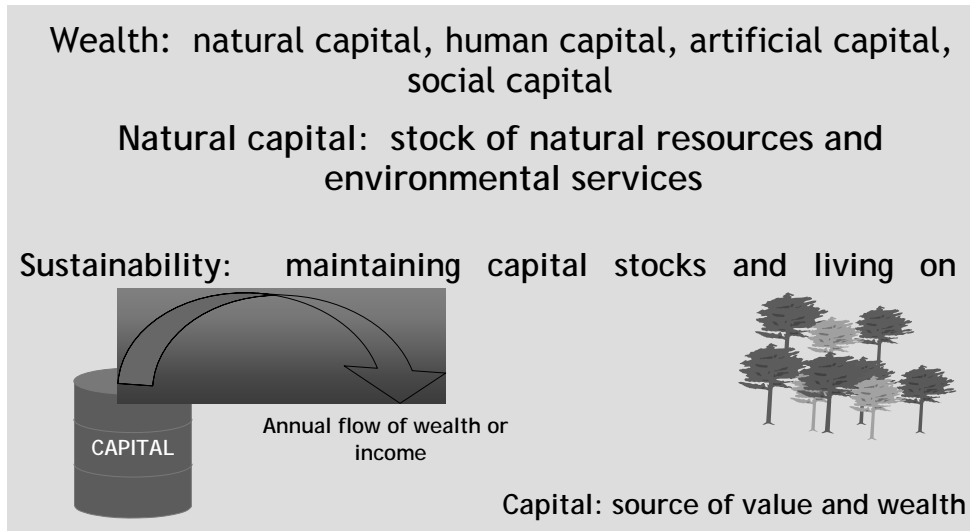 Wealth: natural capital, human capital, artificial capital,
social capital
Natural capital: stock of natural resources and
environmental services
Sustainability: maintaining capital stocks and living on
CAPITAL
Annual flow of wealth or
income
Capital: source of value and wealth